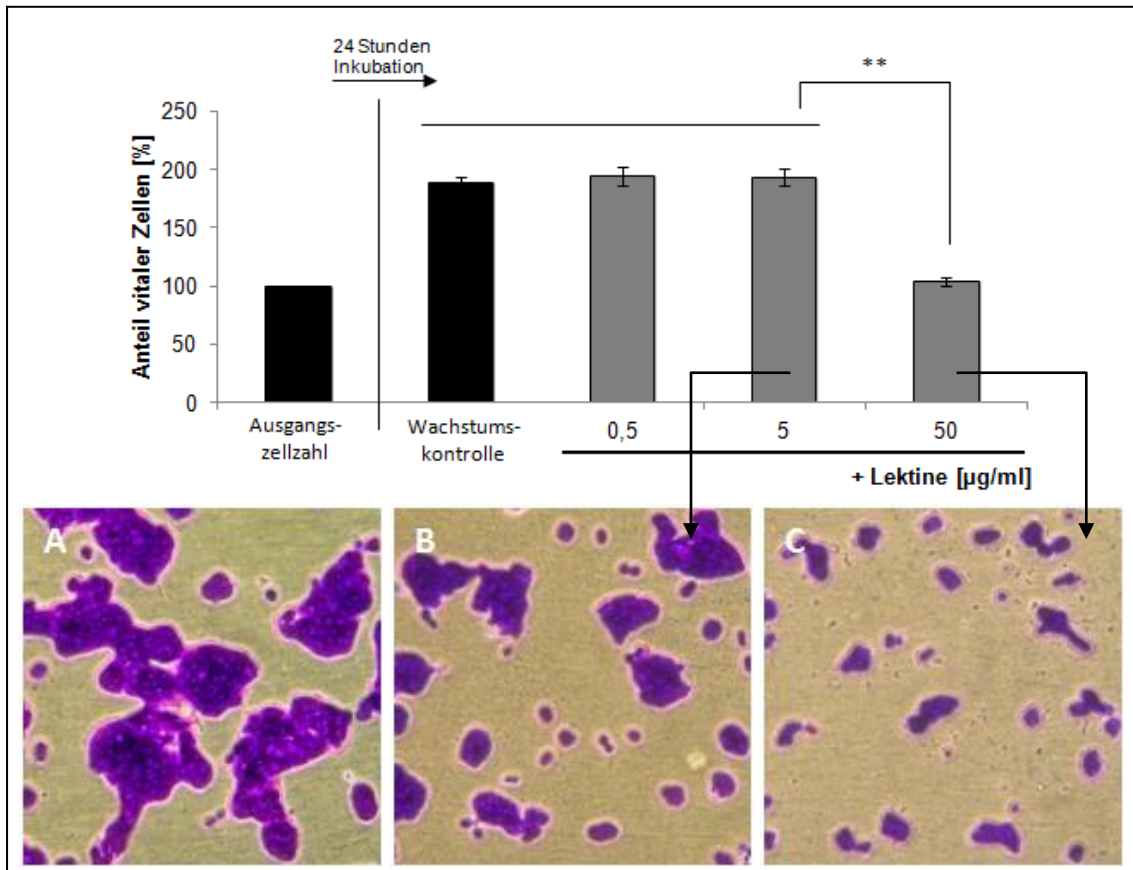 24 Stunden
Inkubation
**
250
200
150
100
50
0
Anteil vitaler Zellen [%]
Ausgangs-
zellzahl
Wachstums-
kontrolle
0,5
5
50
+ Lektine [µg/ml]
A
B
C